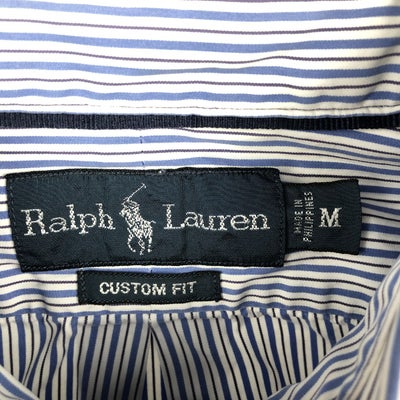 Ralph Lauren
MADE IN
PHILIPPINES
M
CUSTOM FIT